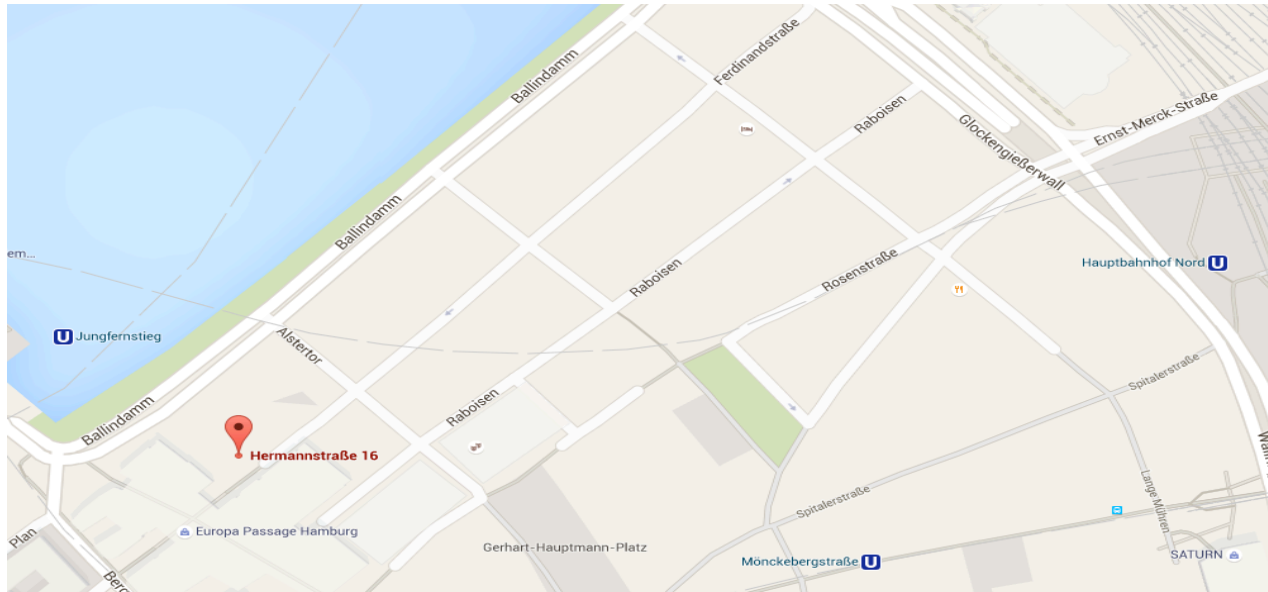 Ballindamm
Ferdinandstraße
Raboisen
Ernst-Merck-Straße
Glockengießerwall
Ballindamm
em...
Raboisen
Rosenstraße
Hauptbahnhof Nord U
U Jungfernstieg
Alstertor
Spitalerstraße
Raboisen
Ballindamm
Hermannstraße 16
Spitalerstraße
Lange Mühren
Europa Passage Hamburg
Plan
Gerhart-Hauptmann-Platz
Mönckebergstraße U
SATURN